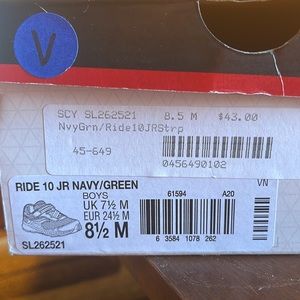 V
SCY SL262521 8.5 M $43.00
NvyGrn/Ride10JRStrp
45-649
0456490102
RIDE 10 JR NAVY/GREEN
BOYS 61594 A20 VN
UK 7½ M
EUR 24½ M
8½ M
6 3584 1078 262
SL262521